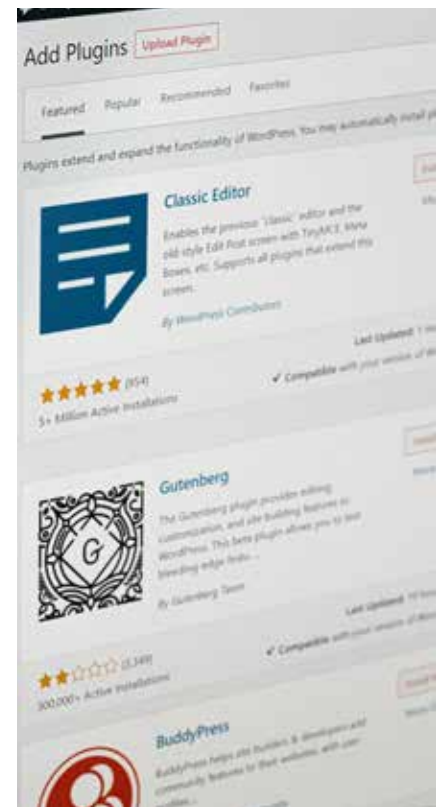 Add Plugins Upload Plugin
Featured Popular Recommended Favorites
Plugins extend and expand the functionality of WordPress. You may automatically install
Classic Editor
Enables the previous "classic" editor and the
old-style Edit Post screen with TinyMCE, Meta
Boxes, etc. Supports all plugins that extend this
screen.
By WordPress Contributors
Last Updated:
(954)
5+ Million Active Installations
✔ Compatible with your version of
Gutenberg
The Gutenberg plugin provides editing,
customization, and site building features to
WordPress. This beta plugin allows you to test
bleeding-edge
G
By Gutenberg Team
Last Updated:
(3,349)
300,000+ Active Installations
✔ Compatible with your version of
BuddyPress
BuddyPress helps site builders & developers add
community features to their websites, with user
profiles